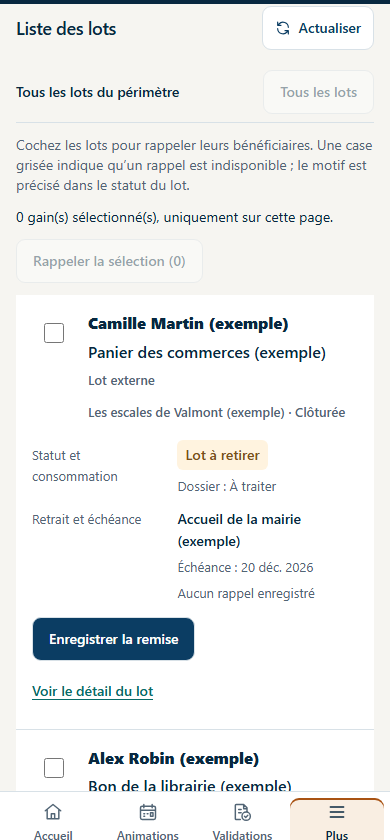 Liste des lots
Actualiser
Tous les lots du périmètre
Tous les lots
Cochez les lots pour rappeler leurs bénéficiaires. Une case
grisée indique qu'un rappel est indisponible ; le motif est
précisé dans le statut du lot.
0 gain(s) sélectionné(s), uniquement sur cette page.
Rappeler la sélection (0)
Camille Martin (exemple)
Panier des commerces (exemple)
Lot externe
Les escales de Valmont (exemple) · Clôturée
Statut et
consommation
Lot à retirer
Dossier : À traiter
Retrait et échéance
Accueil de la mairie
(exemple)
Échéance : 20 déc. 2026
Aucun rappel enregistré
Enregistrer la remise
Voir le détail du lot
Alex Robin (exemple)
Bon de la librairie (exemple)
Accueil
Animations
Validations
Plus